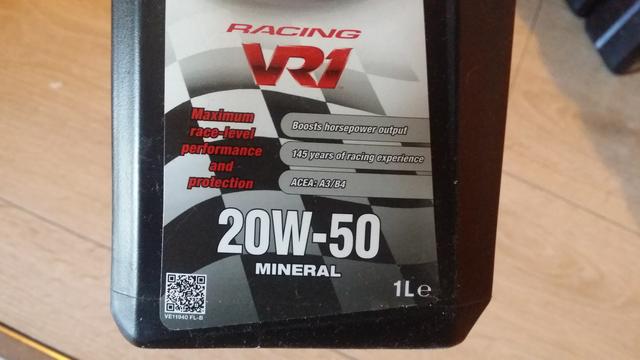 RACING
VR1
Maximum
race-level
performance
and
protection
Boosts horsepower output
145 years of racing experience
ACEA: A3/B4
20W-50
MINERAL
1L e
VE11940 FL-B